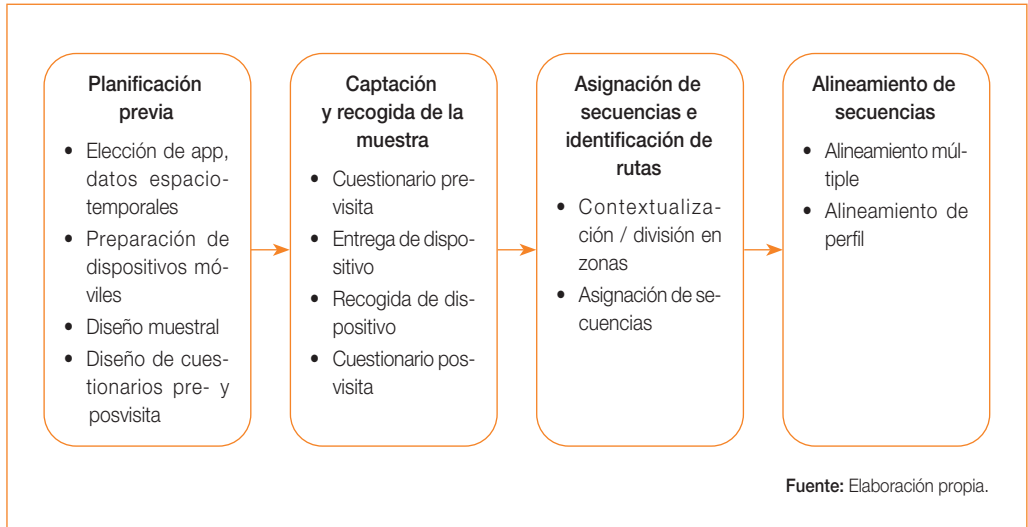 Planificación
previa
• Elección de app,
datos espacio-
temporales
• Preparación de
dispositivos mó-
viles
• Diseño muestral
• Diseño de cues-
tionarios pre- y
posvisita
Captación
y recogida de la
muestra
• Cuestionario pre-
visita
• Entrega de dispo-
sitivo
• Recogida de dis-
positivo
• Cuestionario pos-
visita
Asignación de
secuencias e
identificación de
rutas
• Contextualiza-
ción / división en
zonas
• Asignación de se-
cuencias
Alineamiento de
secuencias
• Alineamiento múl-
tiple
• Alineamiento de
perfil
Fuente: Elaboración propia.